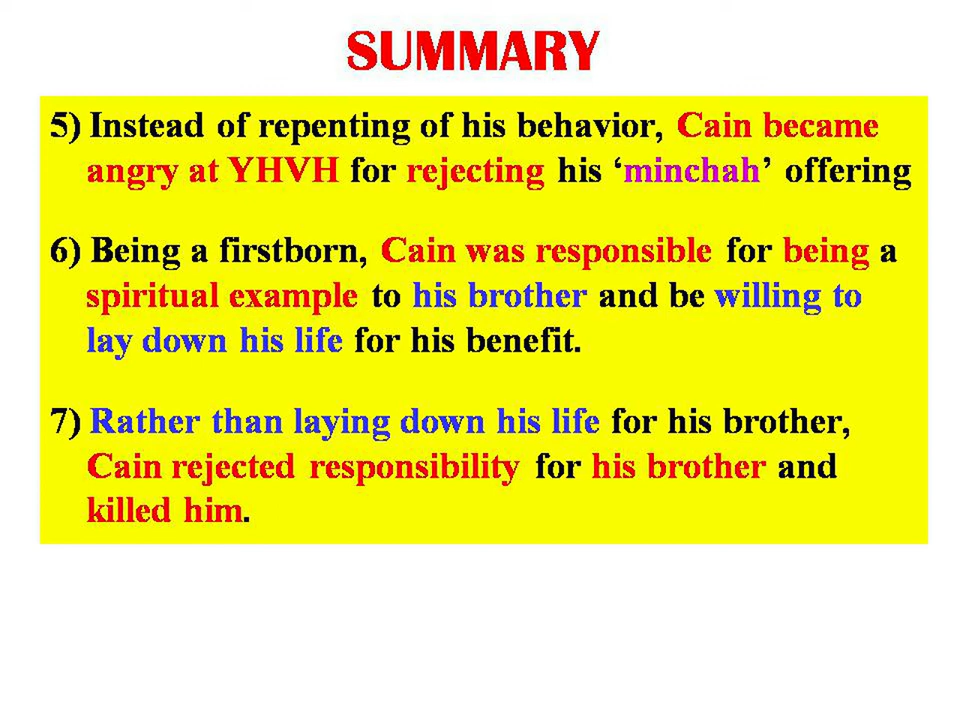 SUMMARY
5) Instead of repenting of his behavior, Cain became
angry at YHVH for rejecting his ‘minchah’ offering
6) Being a firstborn, Cain was responsible for being a
spiritual example to his brother and be willing to
lay down his life for his benefit.
7) Rather than laying down his life for his brother,
Cain rejected responsibility for his brother and
killed him.